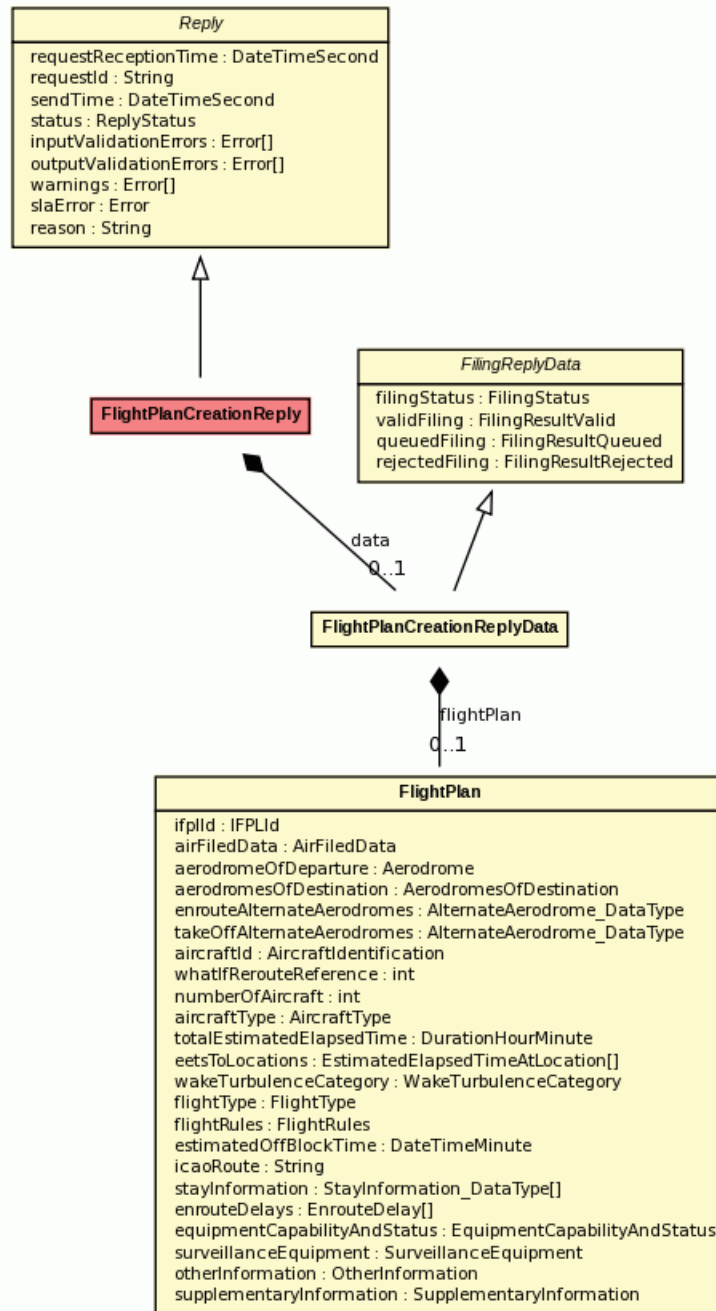 Reply
requestReceptionTime : DateTimeSecond
requestId : String
sendTime : DateTimeSecond
status : ReplyStatus
inputValidationErrors : Error[]
outputValidationErrors : Error[]
warnings : Error[]
slaError : Error
reason : String
FlightPlanCreationReply
FilingReplyData
filingStatus : FilingStatus
validFiling : FilingResultValid
queuedFiling : FilingResultQueued
rejectedFiling : FilingResultRejected
data
0..1
FlightPlanCreationReplyData
flightPlan
0..1
FlightPlan
ifplId : IFPLId
airFiledData : AirFiledData
aerodromeOfDeparture : Aerodrome
aerodromesOfDestination : AerodromesOfDestination
enrouteAlternateAerodromes : AlternateAerodrome_DataType
takeOffAlternateAerodromes : AlternateAerodrome_DataType
aircraftId : AircraftIdentification
whatIfRerouteReference : int
numberOfAircraft : int
aircraftType : AircraftType
totalEstimatedElapsedTime : DurationHourMinute
eetsToLocations : EstimatedElapsedTimeAtLocation[]
wakeTurbulenceCategory : WakeTurbulenceCategory
flightType : FlightType
flightRules : FlightRules
estimatedOffBlockTime : DateTimeMinute
icaoRoute : String
stayInformation : StayInformation_DataType[]
enrouteDelays : EnrouteDelay[]
equipmentCapabilityAndStatus : EquipmentCapabilityAndStatus
surveillanceEquipment : SurveillanceEquipment
otherInformation : OtherInformation
supplementaryInformation : SupplementaryInformation